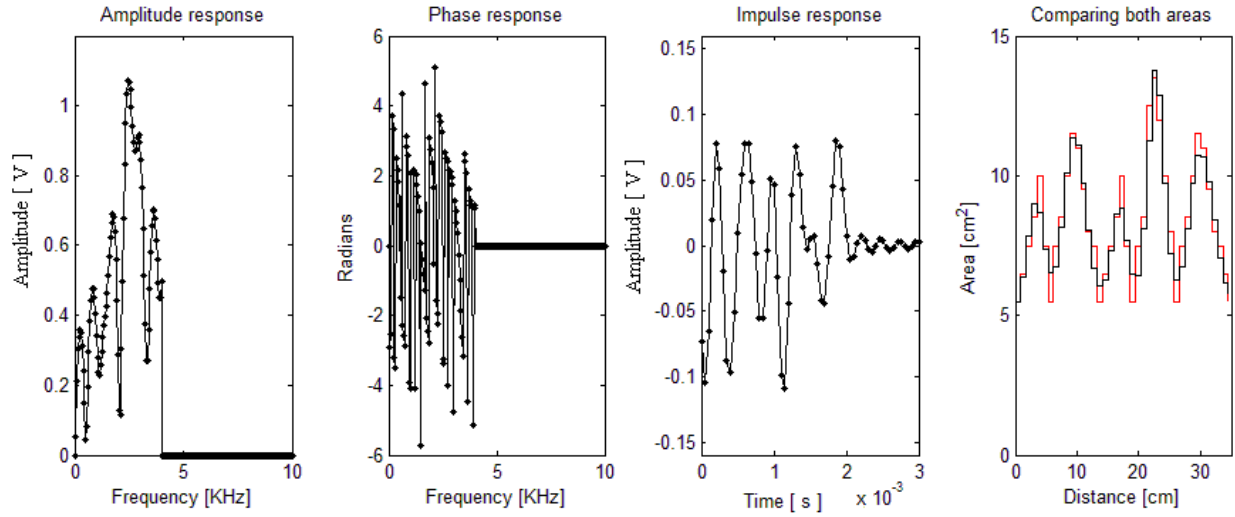 Amplitude response
Amplitude [ V ]
1
0.8
0.6
0.4
0.2
0
0
5
10
Frequency [KHz]
Phase response
Radians
6
4
2
0
-2
-4
-6
0
5
10
Frequency [KHz]
Impulse response
Amplitude [ V ]
0.15
0.1
0.05
0
-0.05
-0.1
-0.15
0
1
2
3
Time [ s ]
x 10-3
Comparing both areas
Area [cm2]
15
10
5
0
0
10
20
30
Distance [cm]